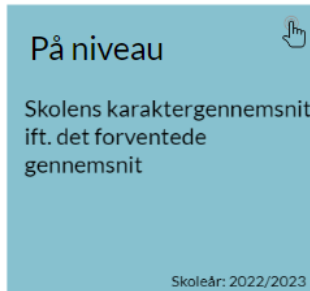 På niveau
Skolens karaktergennemsnit
ift. det forventede
gennemsnit
Skoleår: 2022/2023